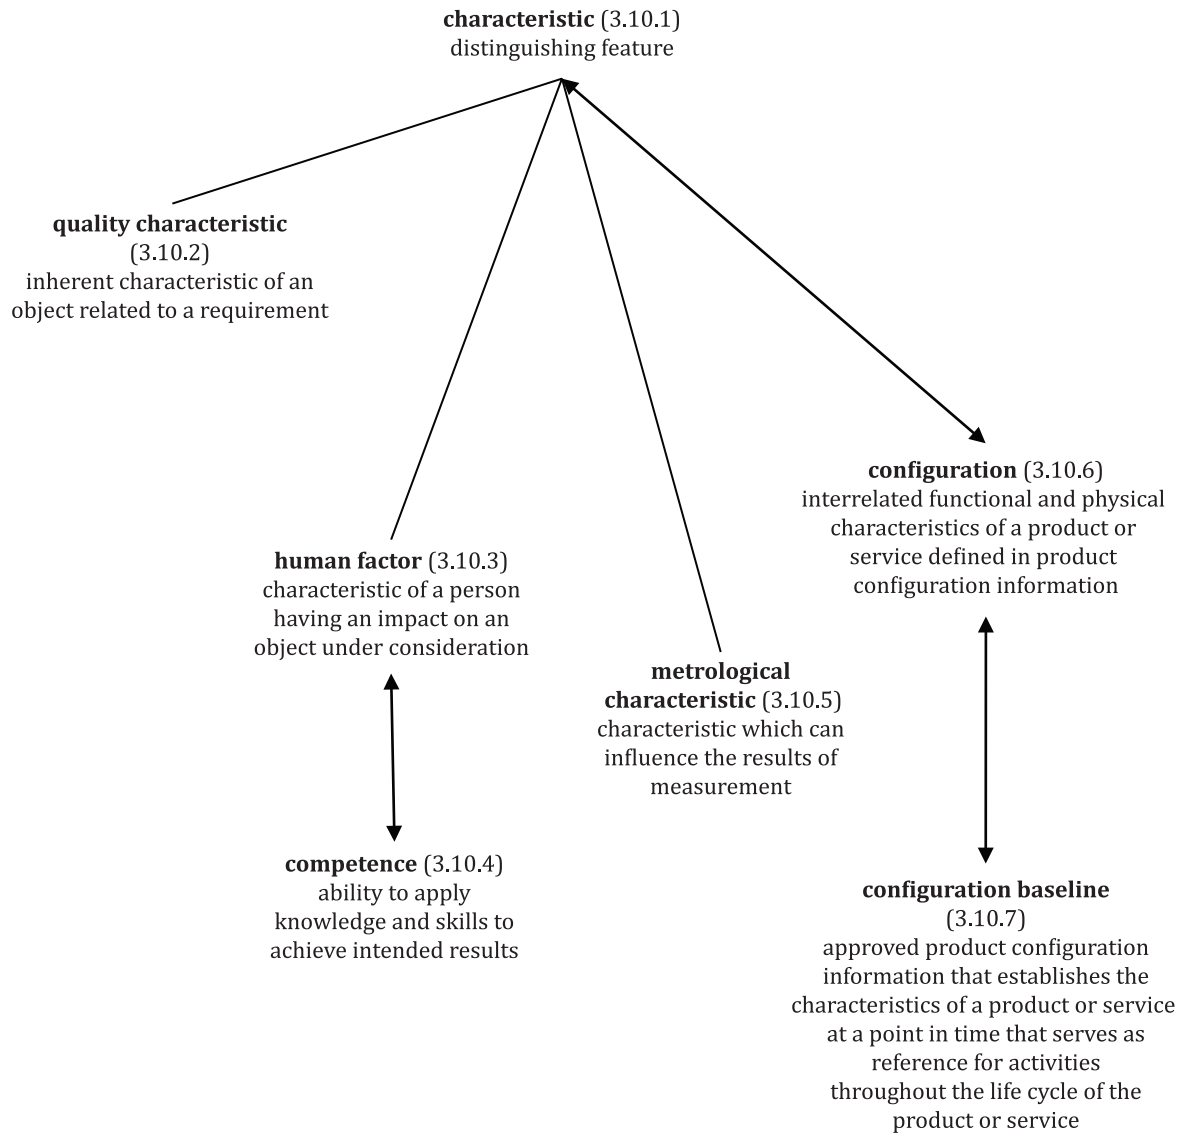 characteristic (3.10.1)
distinguishing feature
quality characteristic
(3.10.2)
inherent characteristic of an
object related to a requirement
configuration (3.10.6)
interrelated functional and physical
characteristics of a product or
service defined in product
configuration information
human factor (3.10.3)
characteristic of a person
having an impact on an
object under consideration
metrological
characteristic (3.10.5)
characteristic which can
influence the results of
measurement
competence (3.10.4)
ability to apply
knowledge and skills to
achieve intended results
configuration baseline
(3.10.7)
approved product configuration
information that establishes the
characteristics of a product or service
at a point in time that serves as
reference for activities
throughout the life cycle of the
product or service